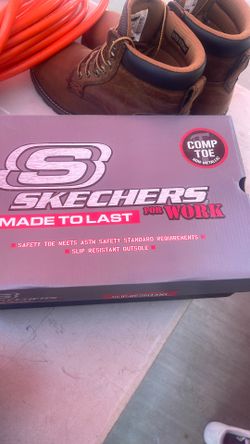 COMP
TOE
NON METALLIC
S
SKECHERS
MADE TO LAST FOR WORK
SAFETY TOE MEETS ASTM SAFETY STANDARD REQUIREMENTS
SLIP RESISTANT OUTSOLE